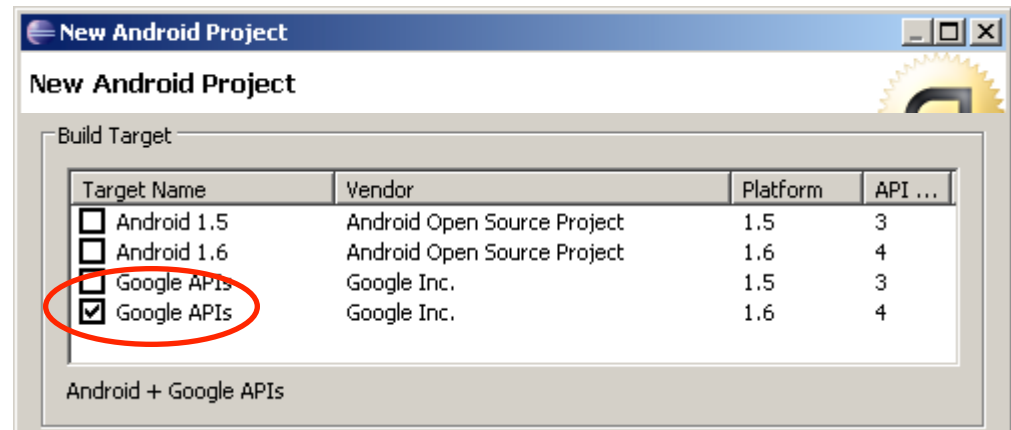 New Android Project
New Android Project
Build Target
Target Name Vendor Platform API ...
Android 1.5 Android Open Source Project 1.5 3
Android 1.6 Android Open Source Project 1.6 4
Google APIs Google Inc. 1.5 3
Google APIs Google Inc. 1.6 4
Android + Google APIs